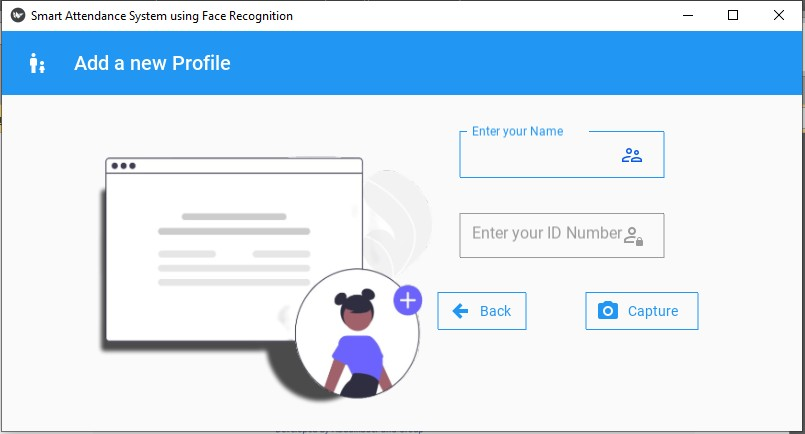 Smart Attendance System using Face Recognition
Add a new Profile
Enter your Name
Enter your ID Number
Back
Capture